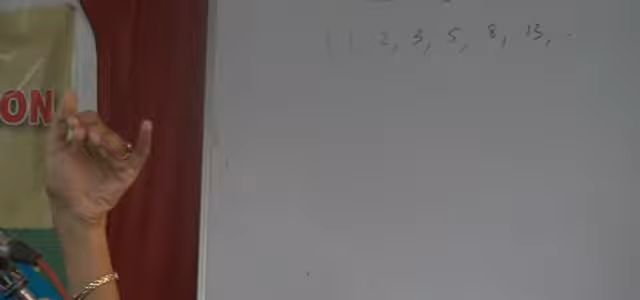 ON
1 1 2, 3, 5, 8, 13, .